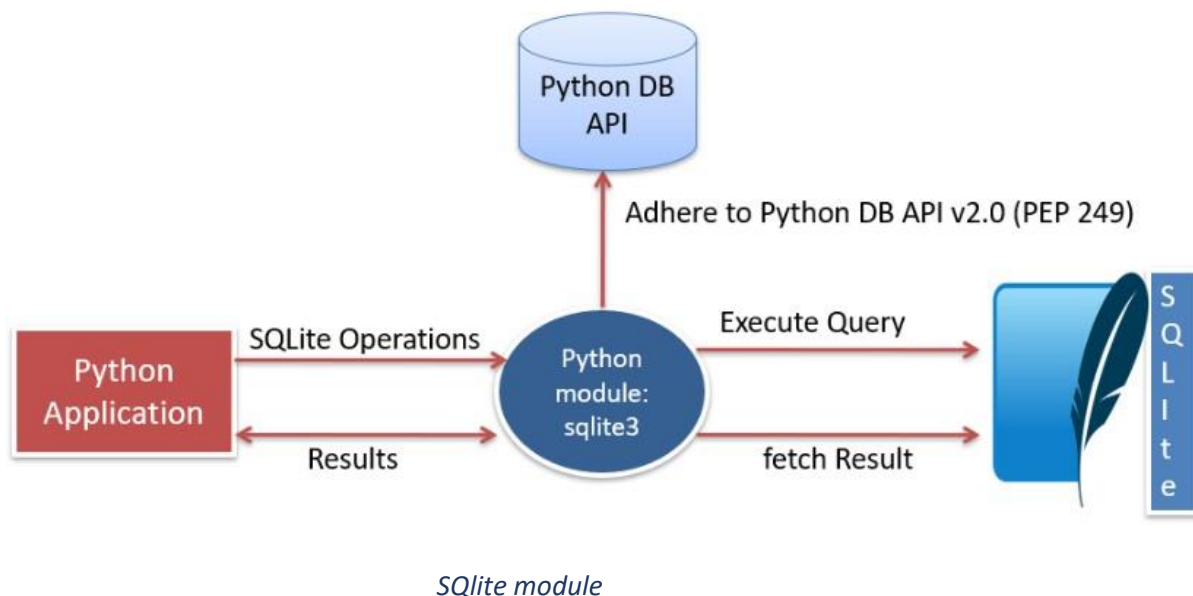 Python DB
API
Adhere to Python DB API v2.0 (PEP 249)
SQLite Operations
Execute Query
Python
Application
Python
module:
sqlite3
Results
fetch Result
S
Q
L
I
t
e
SQlite module